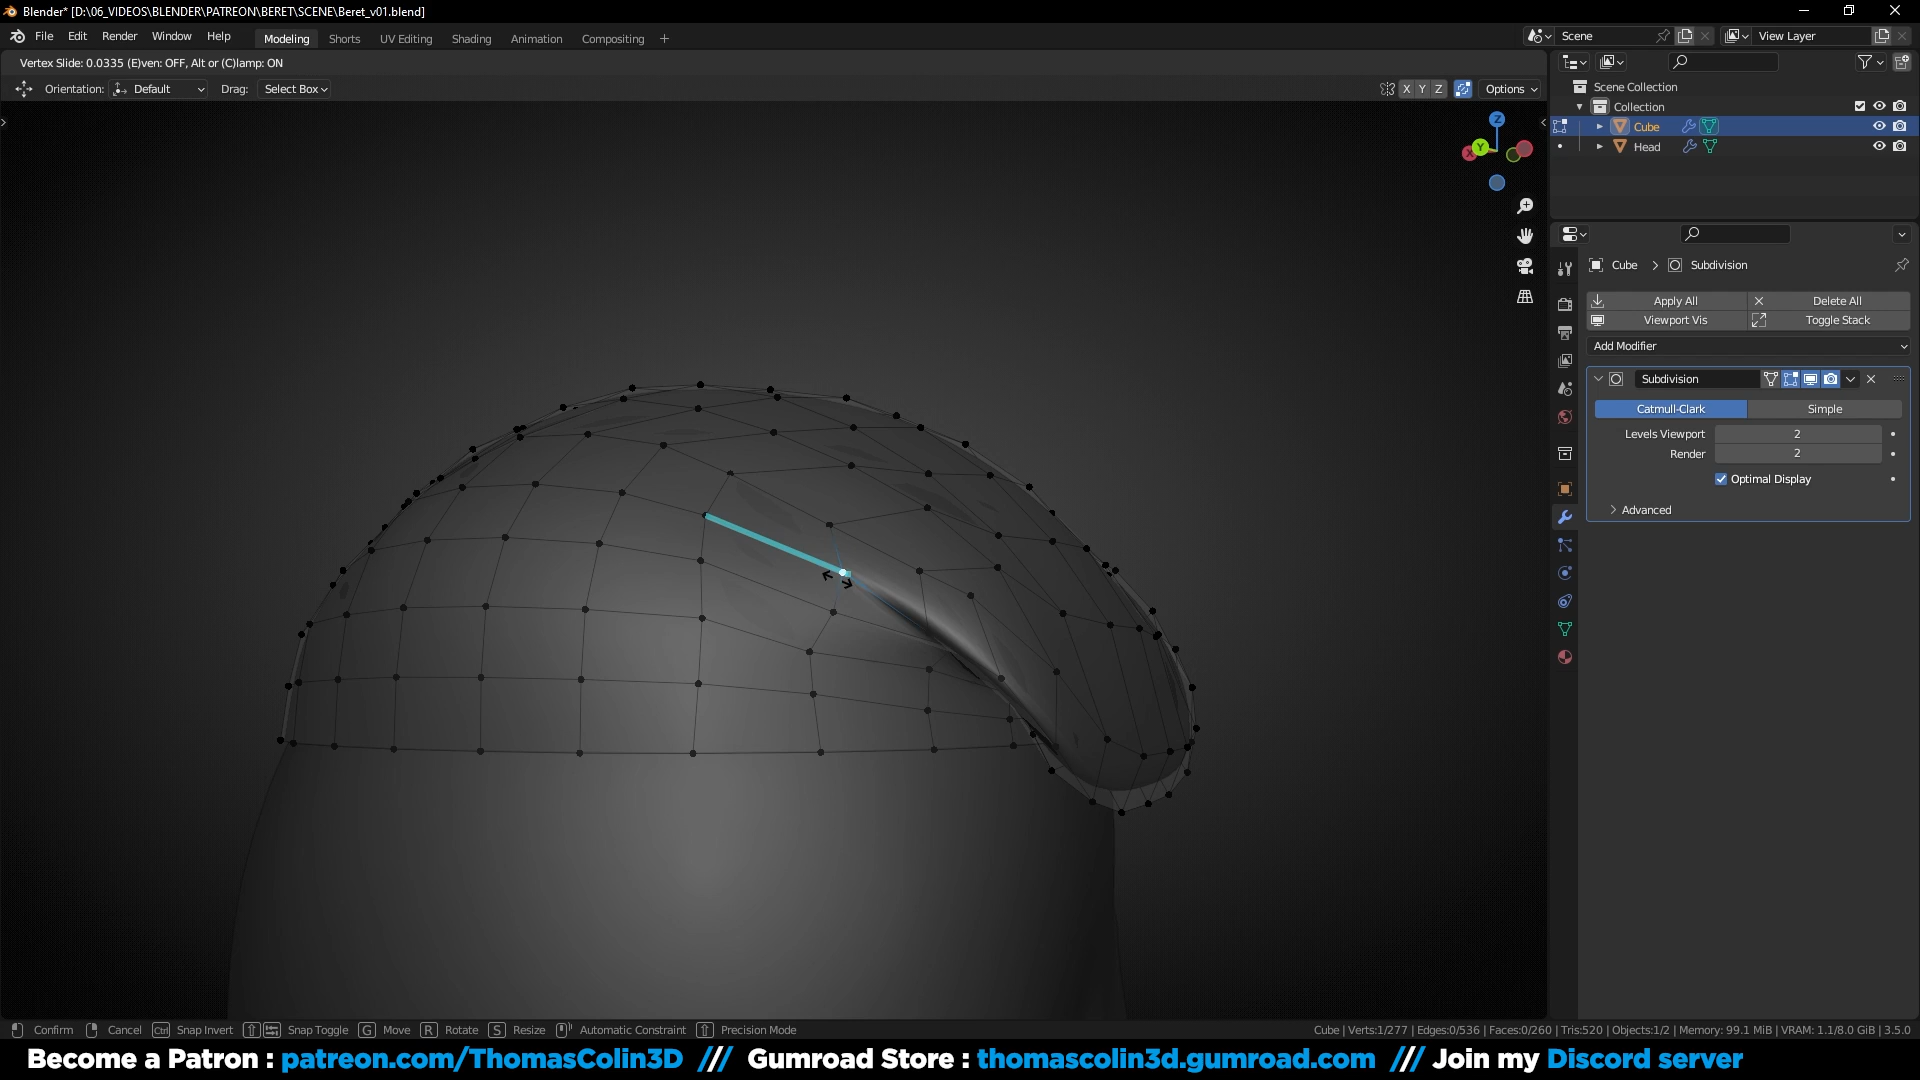 Blender* [D:\06_VIDEOS\BLENDER\PATREON\BERET\SCENE\Beret_v01.blend]
File Edit Render Window Help Modeling Shorts UV Editing Shading Animation Compositing + Scene View Layer
Vertex Slide: 0.0335 (E)ven: OFF, Alt or (C)lamp: ON
Orientation: Default Drag: Select Box X Y Z Options
Scene Collection
Collection
Cube
Head
Z
Y
X
Cube > Subdivision
Apply All Delete All
Viewport Vis Toggle Stack
Add Modifier
Subdivision
Catmull-Clark Simple
Levels Viewport 2
Render 2
Optimal Display
Advanced
Confirm Cancel Ctrl Snap Invert Snap Toggle G Move R Rotate S Resize Automatic Constraint Precision Mode
Cube | Verts:1/277 | Edges:0/536 | Faces:0/260 | Tris:520 | Objects:1/2 | Memory: 99.1 MiB | VRAM: 1.1/8.0 GiB | 3.5.0
Become a Patron : patreon.com/ThomasColin3D /// Gumroad Store : thomascolin3d.gumroad.com /// Join my Discord server